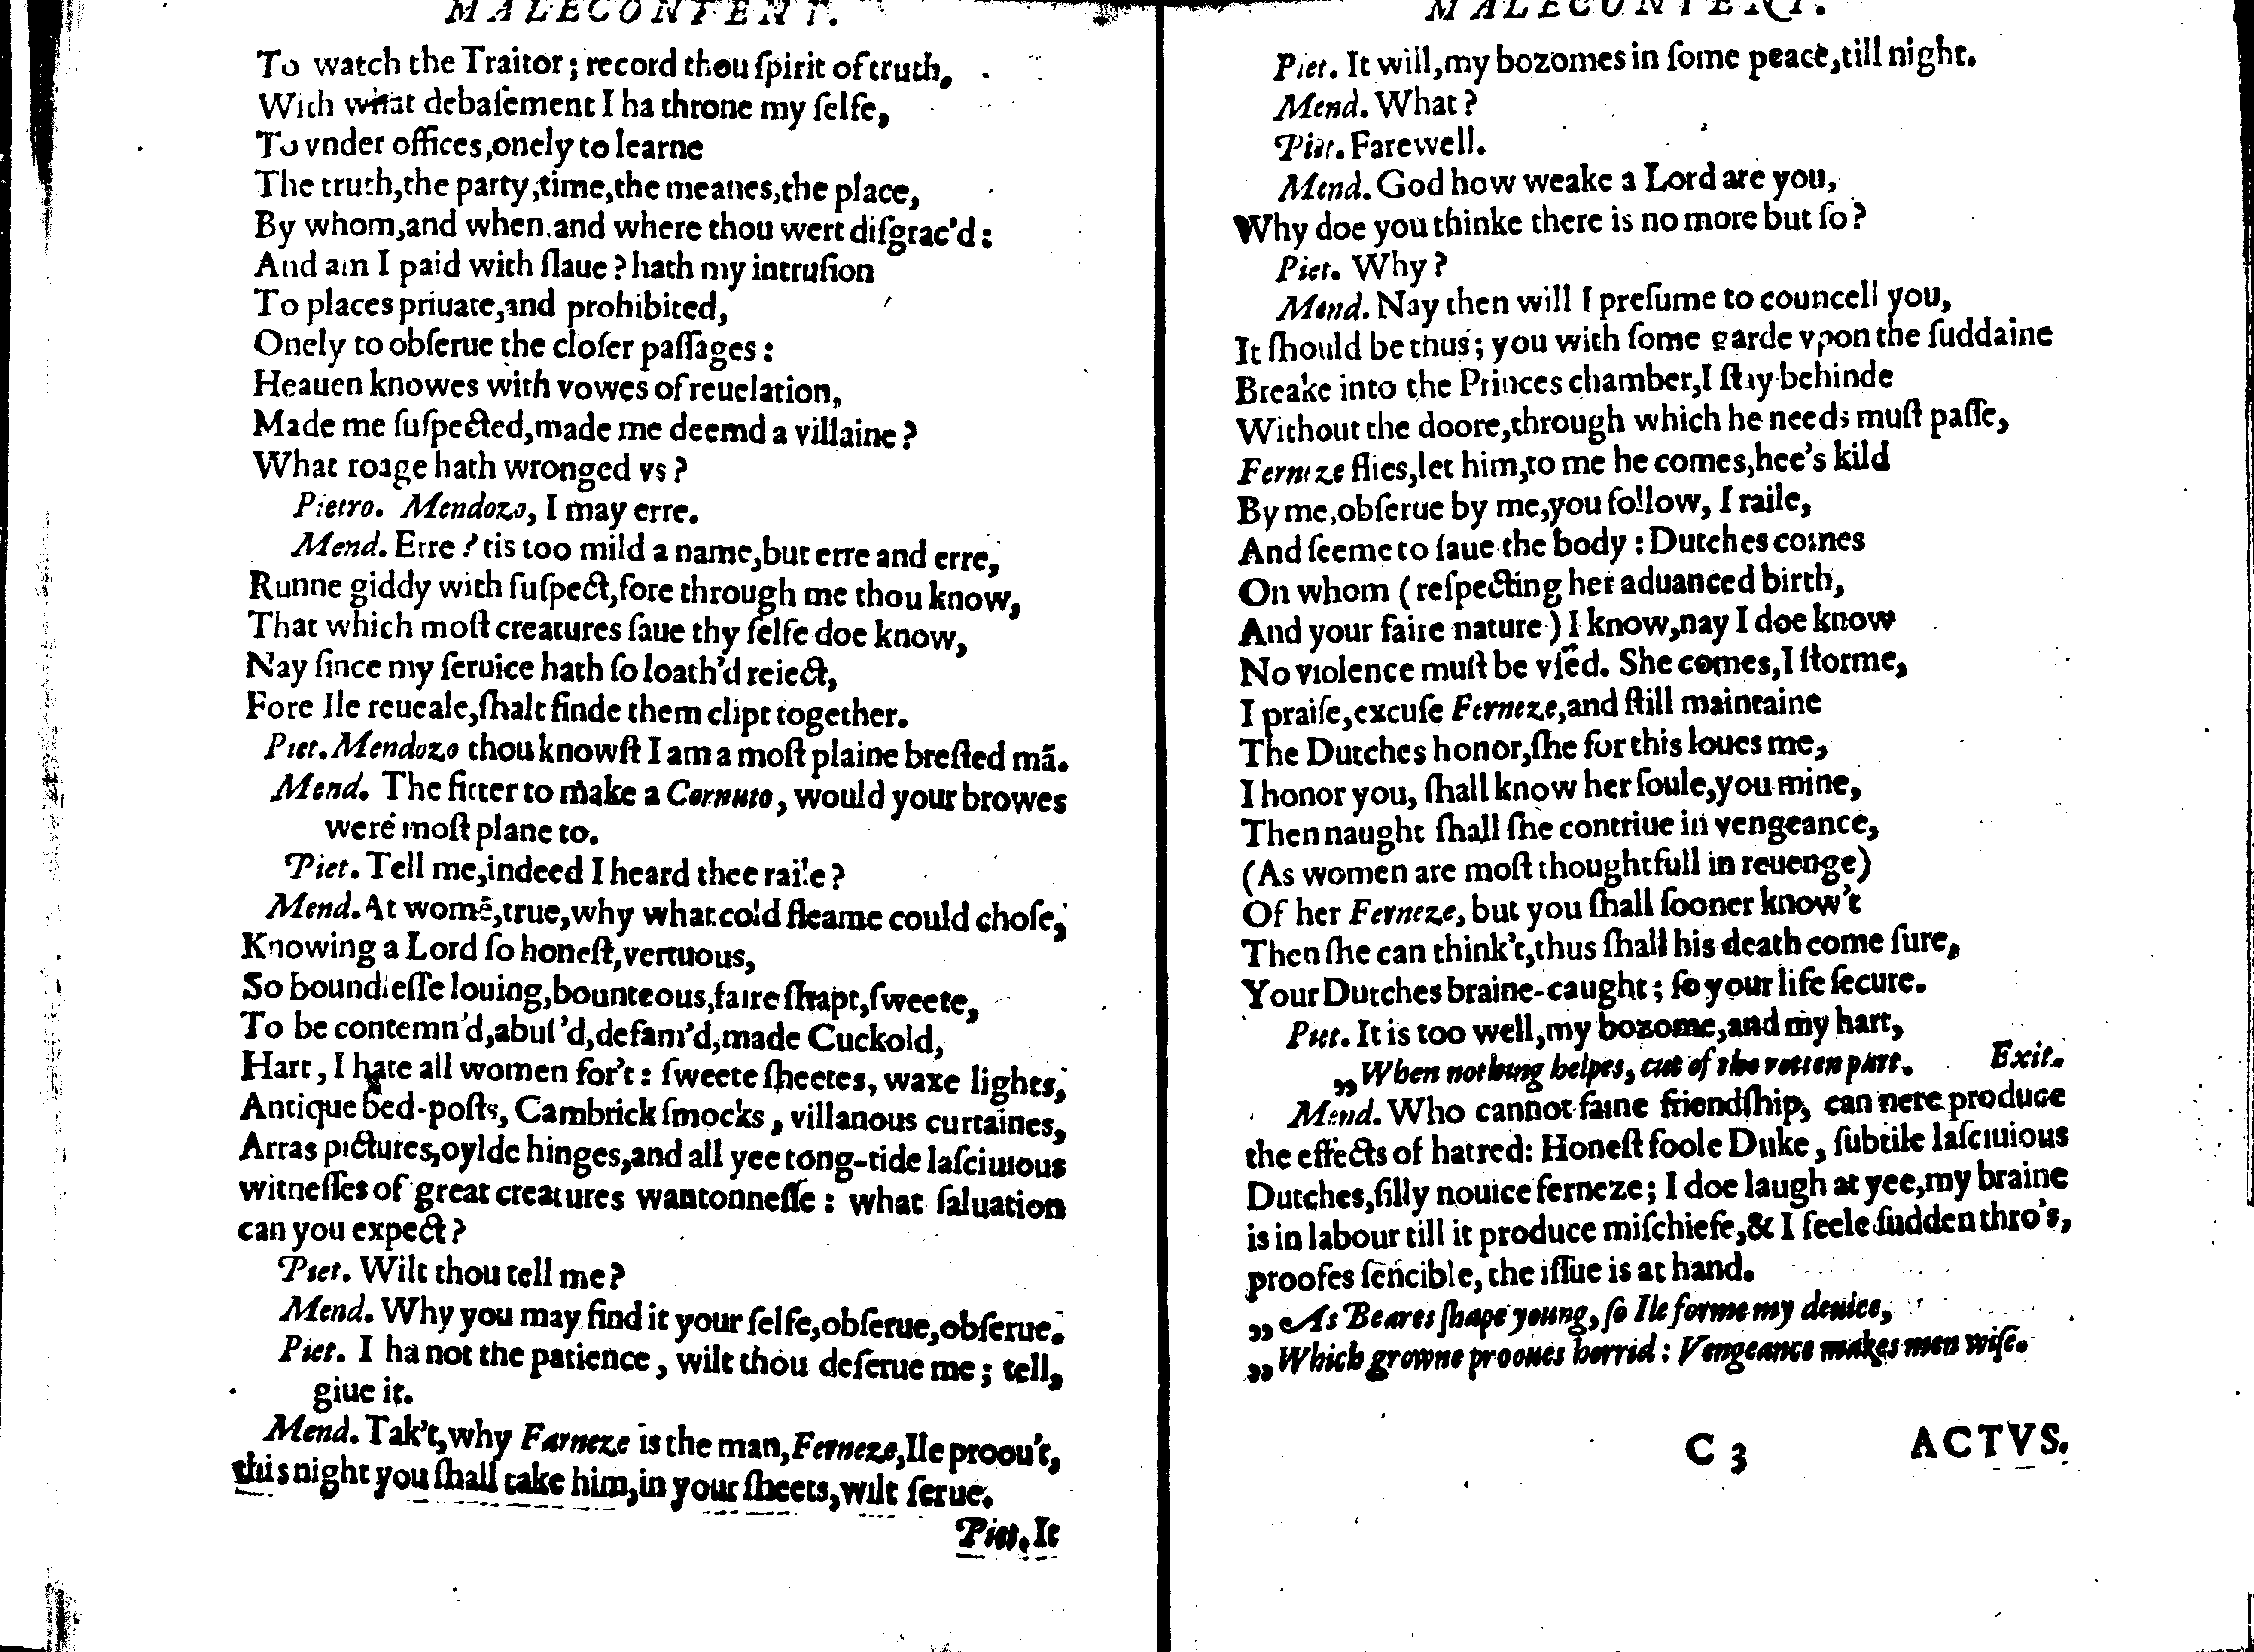 MALECONTENT.
To watch the Traitor; record thou ſpirit of truth,
With what debaſement I ha throne my ſelfe,
To vnder offices,onely to learne
The truth,the party,time,the meanes,the place,
By whom,and when,and where thou wert diſgrac'd:
And am I paid with ſlaue? hath my intruſion
To places priuate,and prohibited,
Onely to obſerue the cloſer paſſages:
Heauen knowes with vowes of reuelation,
Made me ſuſpected,made me deemd a villaine?
What roage hath wronged vs?
Pietro. Mendozo, I may erre.
Mend. Erre? tis too mild a name,but erre and erre,
Runne giddy with ſuſpect,fore through me thou know,
That which moſt creatures ſaue thy ſelfe doe know,
Nay ſince my ſeruice hath ſo loath'd reiect,
Fore Ile reueale,ſhalt finde them clipt together.
Piet. Mendozo thou knowſt I am a moſt plaine breſted mā.
Mend. The fitter to make a Cornuto, would your browes
were moſt plane to.
Piet. Tell me,indeed I heard thee raile?
Mend. At womē,true,why what cold fleame could choſe,
Knowing a Lord ſo honeſt,vertuous,
So boundleſſe louing,bounteous,faire ſhapt,ſweete,
To be contemn'd,abuſ'd,defam'd,made Cuckold,
Hart, I hate all women for't: ſweete ſheetes, waxe lights,
Antique bed-poſts, Cambrick ſmocks, villanous curtaines,
Arras pictures,oylde hinges,and all yee tong-tide laſciuious
witneſſes of great creatures wantonneſſe: what ſaluation
can you expect?
Piet. Wilt thou tell me?
Mend. Why you may find it your ſelfe,obſerue,obſerue.
Piet. I ha not the patience, wilt thou deſerue me; tell,
giue it.
Mend. Tak't,why Farneze is the man,Ferneze,Ile proou't,
this night you ſhall take him,in your ſheets,wilt ſerue.
Piet. It
MALECONTENT.
Piet. It will,my bozomes in ſome peace,till night.
Mend. What?
Piet. Farewell.
Mend. God how weake a Lord are you,
Why doe you thinke there is no more but ſo?
Piet. Why?
Mend. Nay then will I preſume to councell you,
It ſhould be thus; you with ſome garde vpon the ſuddaine
Breake into the Princes chamber,I ſtay behinde
Without the doore,through which he needs muſt paſſe,
Ferneze flies,let him,to me he comes,hee's kild
By me,obſerue by me,you follow, I raile,
And ſeeme to ſaue the body: Dutches comes
On whom (reſpecting her aduanced birth,
And your faire nature) I know,nay I doe know
No violence muſt be vſed. She comes,I ſtorme,
I praiſe,excuſe Ferneze,and ſtill maintaine
The Dutches honor,ſhe for this loues me,
I honor you, ſhall know her ſoule,you mine,
Then naught ſhall ſhe contriue in vengeance,
(As women are moſt thoughtfull in reuenge)
Of her Ferneze, but you ſhall ſooner know't
Then ſhe can think't,thus ſhall his death come ſure,
Your Dutches braine-caught; ſo your life ſecure.
Piet. It is too well,my bozome,and my hart,
„When nothing helpes, cut of the rotten part. Exit.
Mend. Who cannot faine friendſhip, can nere produce
the effects of hatred: Honeſt foole Duke, ſubtile laſciuious
Dutches,ſilly nouice ferneze; I doe laugh at yee,my braine
is in labour till it produce miſchiefe,& I feele ſudden thro's,
proofes ſencible, the iſſue is at hand.
„As Beares ſhape young, ſo Ile forme my deuice,
„Which growne prooues horrid: Vengeance makes men wiſe.
C 3 ACTVS.